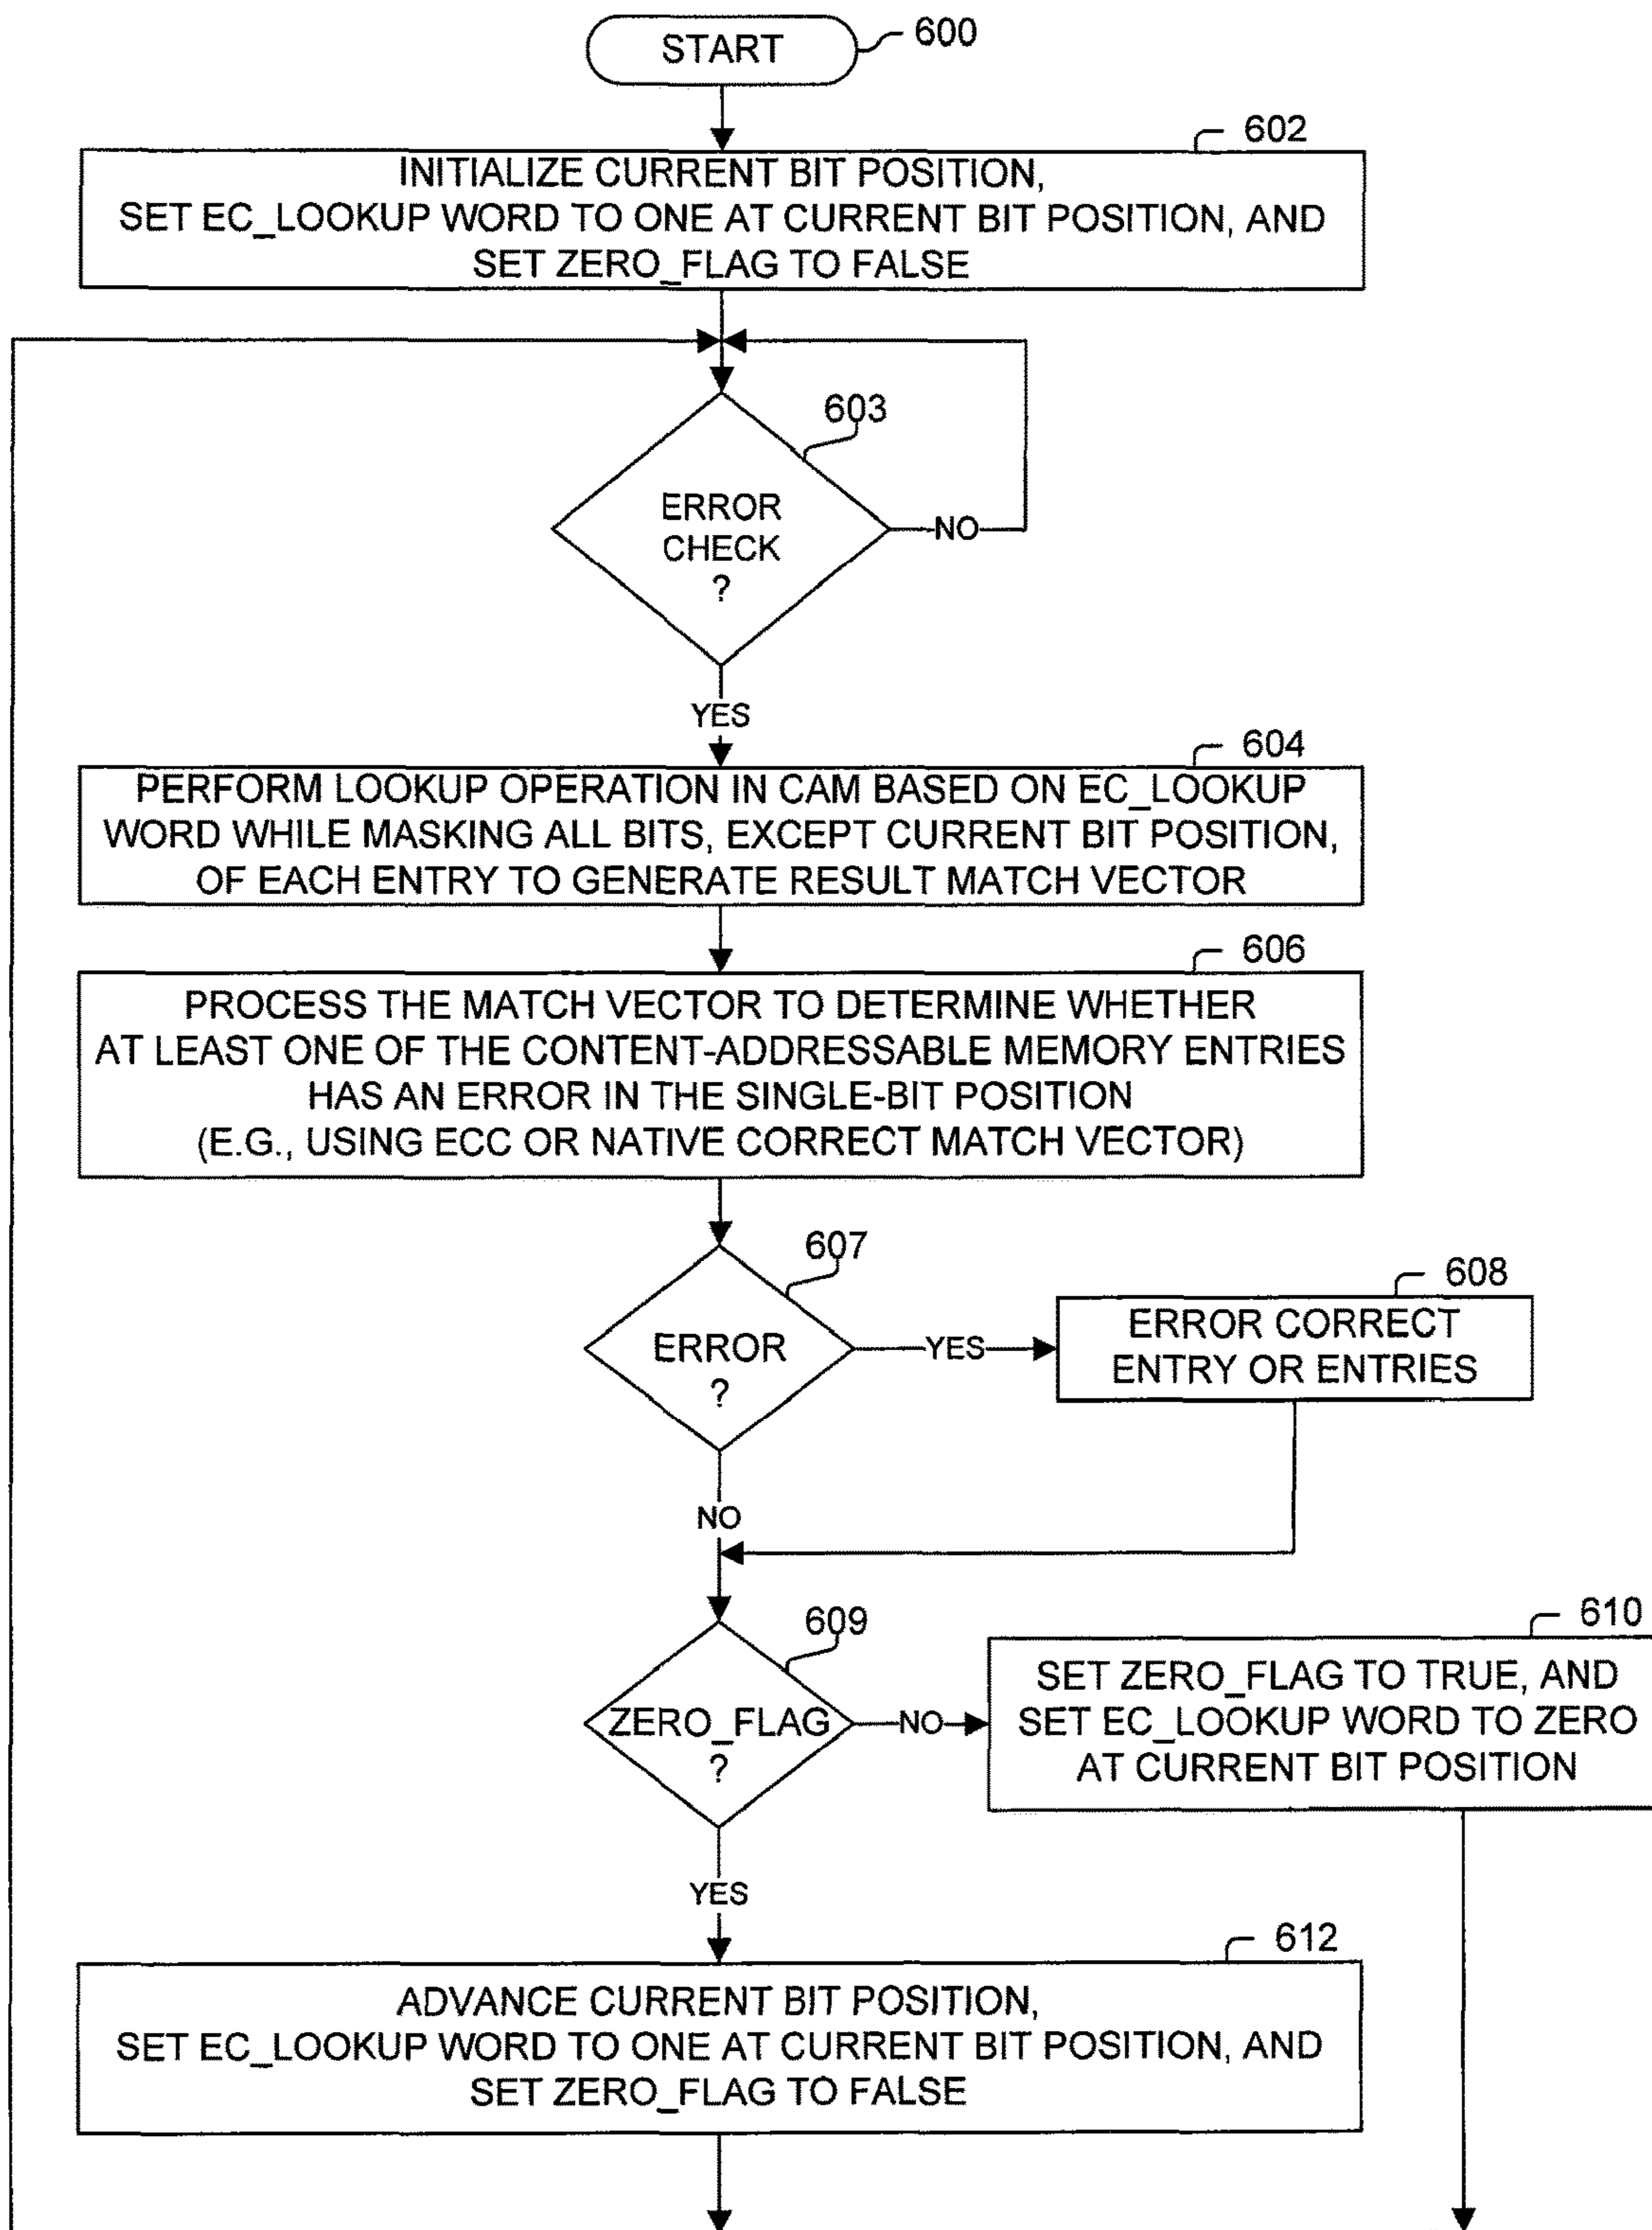 START
600
602
INITIALIZE CURRENT BIT POSITION,
SET EC_LOOKUP WORD TO ONE AT CURRENT BIT POSITION, AND
SET ZERO_FLAG TO FALSE
603
ERROR
CHECK
?
NO
YES
604
PERFORM LOOKUP OPERATION IN CAM BASED ON EC_LOOKUP
WORD WHILE MASKING ALL BITS, EXCEPT CURRENT BIT POSITION,
OF EACH ENTRY TO GENERATE RESULT MATCH VECTOR
606
PROCESS THE MATCH VECTOR TO DETERMINE WHETHER
AT LEAST ONE OF THE CONTENT-ADDRESSABLE MEMORY ENTRIES
HAS AN ERROR IN THE SINGLE-BIT POSITION
(E.G., USING ECC OR NATIVE CORRECT MATCH VECTOR)
607
ERROR
?
YES
608
ERROR CORRECT
ENTRY OR ENTRIES
NO
609
ZERO_FLAG
?
NO
610
SET ZERO_FLAG TO TRUE, AND
SET EC_LOOKUP WORD TO ZERO
AT CURRENT BIT POSITION
YES
612
ADVANCE CURRENT BIT POSITION,
SET EC_LOOKUP WORD TO ONE AT CURRENT BIT POSITION, AND
SET ZERO_FLAG TO FALSE